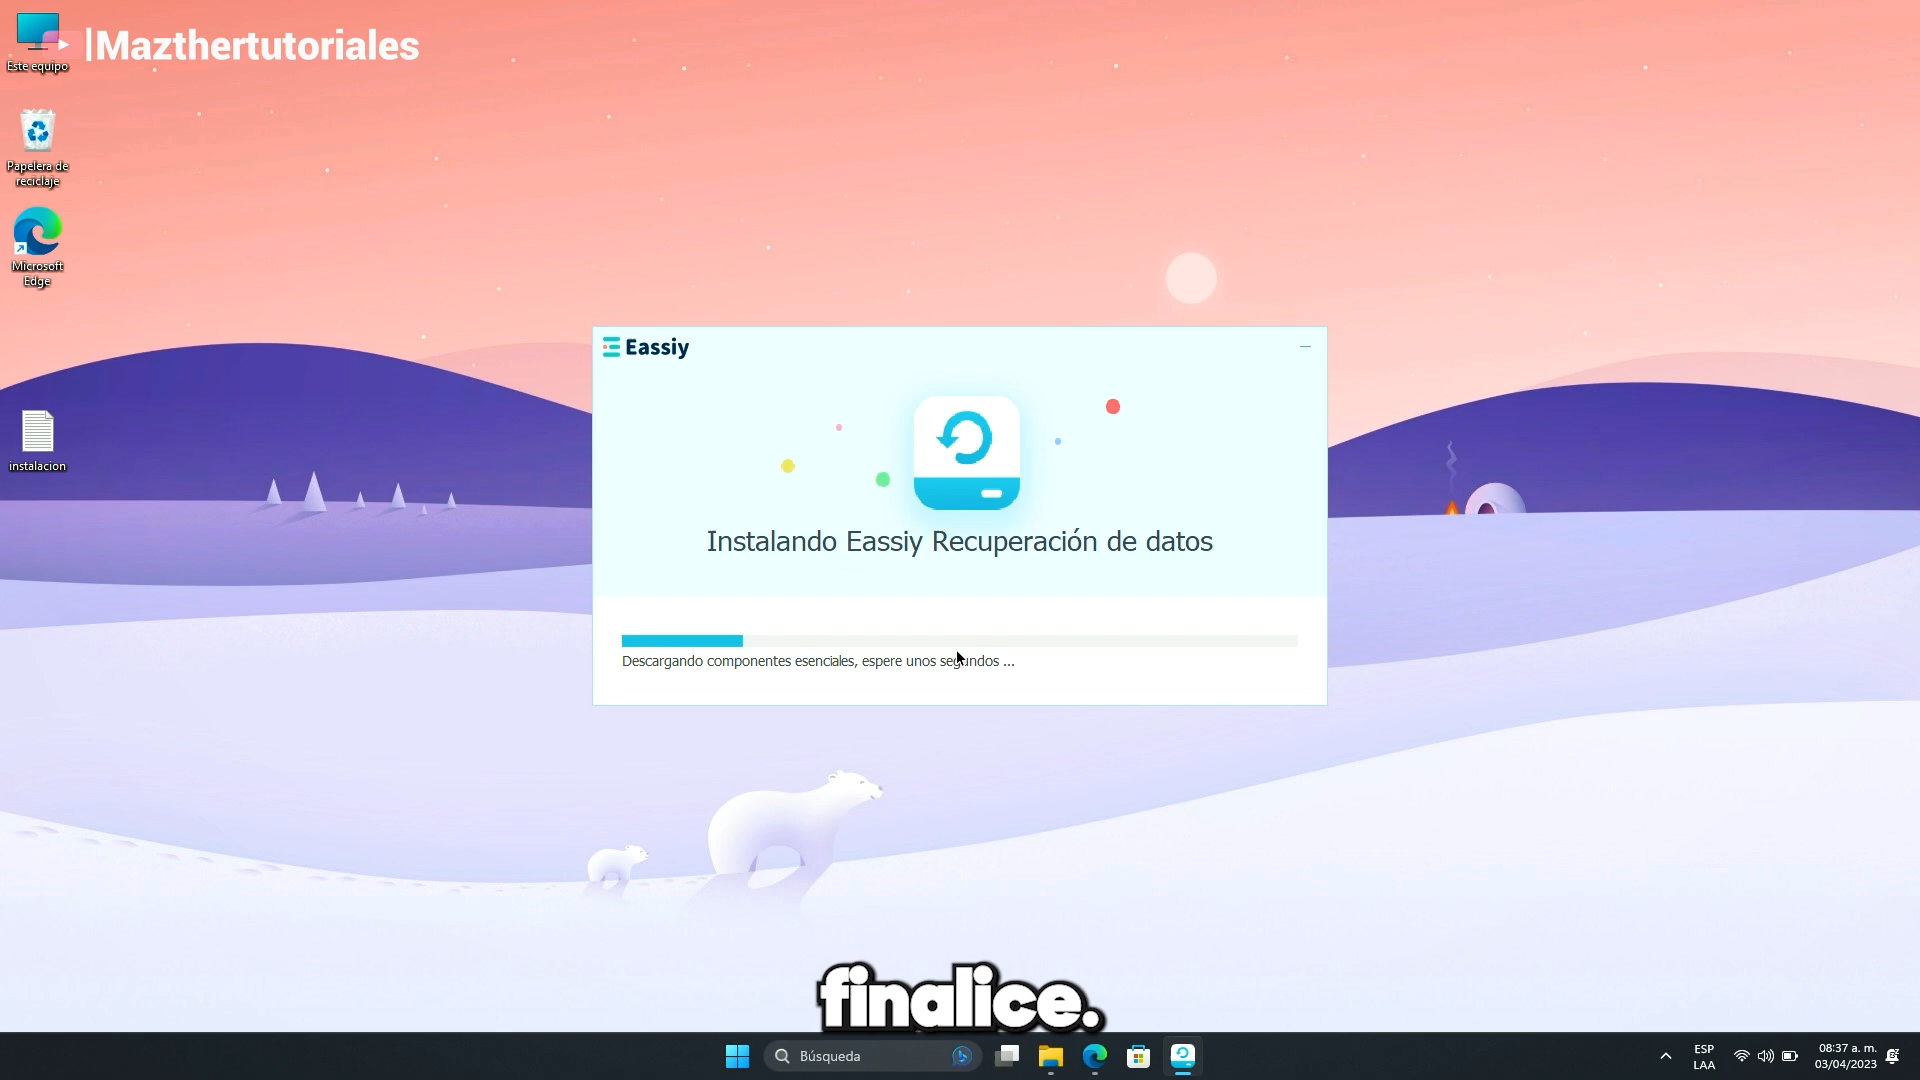 |Mazthertutoriales
Este equipo
Papelera de
reciclaje
Microsoft
Edge
instalacion
Eassiy
Instalando Eassiy Recuperación de datos
Descargando componentes esenciales, espere unos segundos ...
finalice.
Búsqueda
ESP
LAA
08:37 a. m.
03/04/2023